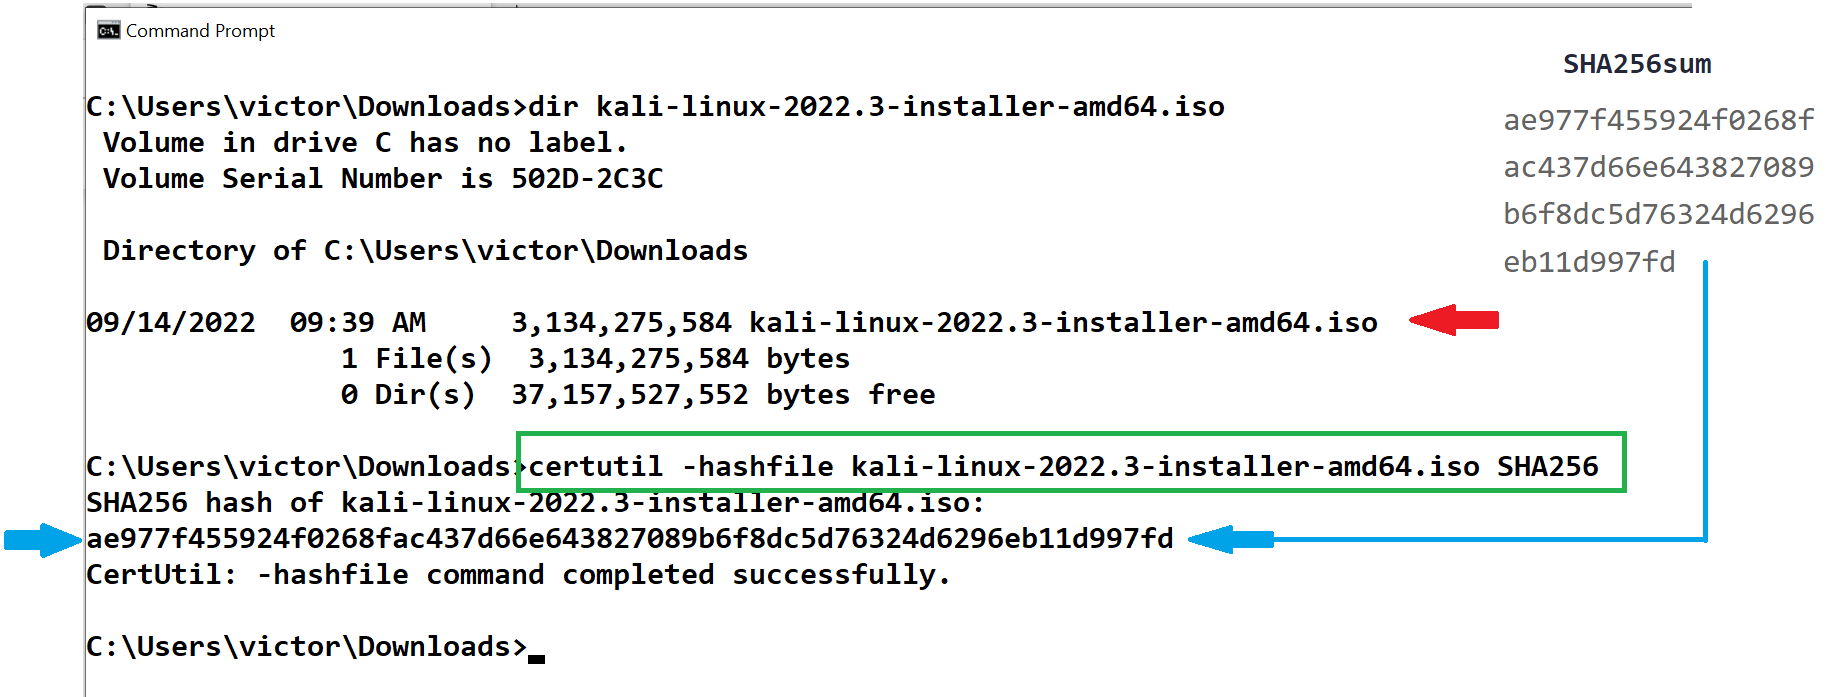 Command Prompt
C:\Users\victor\Downloads>dir kali-linux-2022.3-installer-amd64.iso
 Volume in drive C has no label.
 Volume Serial Number is 502D-2C3C
 Directory of C:\Users\victor\Downloads
09/14/2022  09:39 AM     3,134,275,584 kali-linux-2022.3-installer-amd64.iso
               1 File(s)  3,134,275,584 bytes
               0 Dir(s)  37,157,527,552 bytes free
C:\Users\victor\Downloads>certutil -hashfile kali-linux-2022.3-installer-amd64.iso SHA256
SHA256 hash of kali-linux-2022.3-installer-amd64.iso:
ae977f455924f0268fac437d66e643827089b6f8dc5d76324d6296eb11d997fd
CertUtil: -hashfile command completed successfully.
C:\Users\victor\Downloads>
SHA256sum
ae977f455924f0268f
ac437d66e643827089
b6f8dc5d76324d6296
eb11d997fd